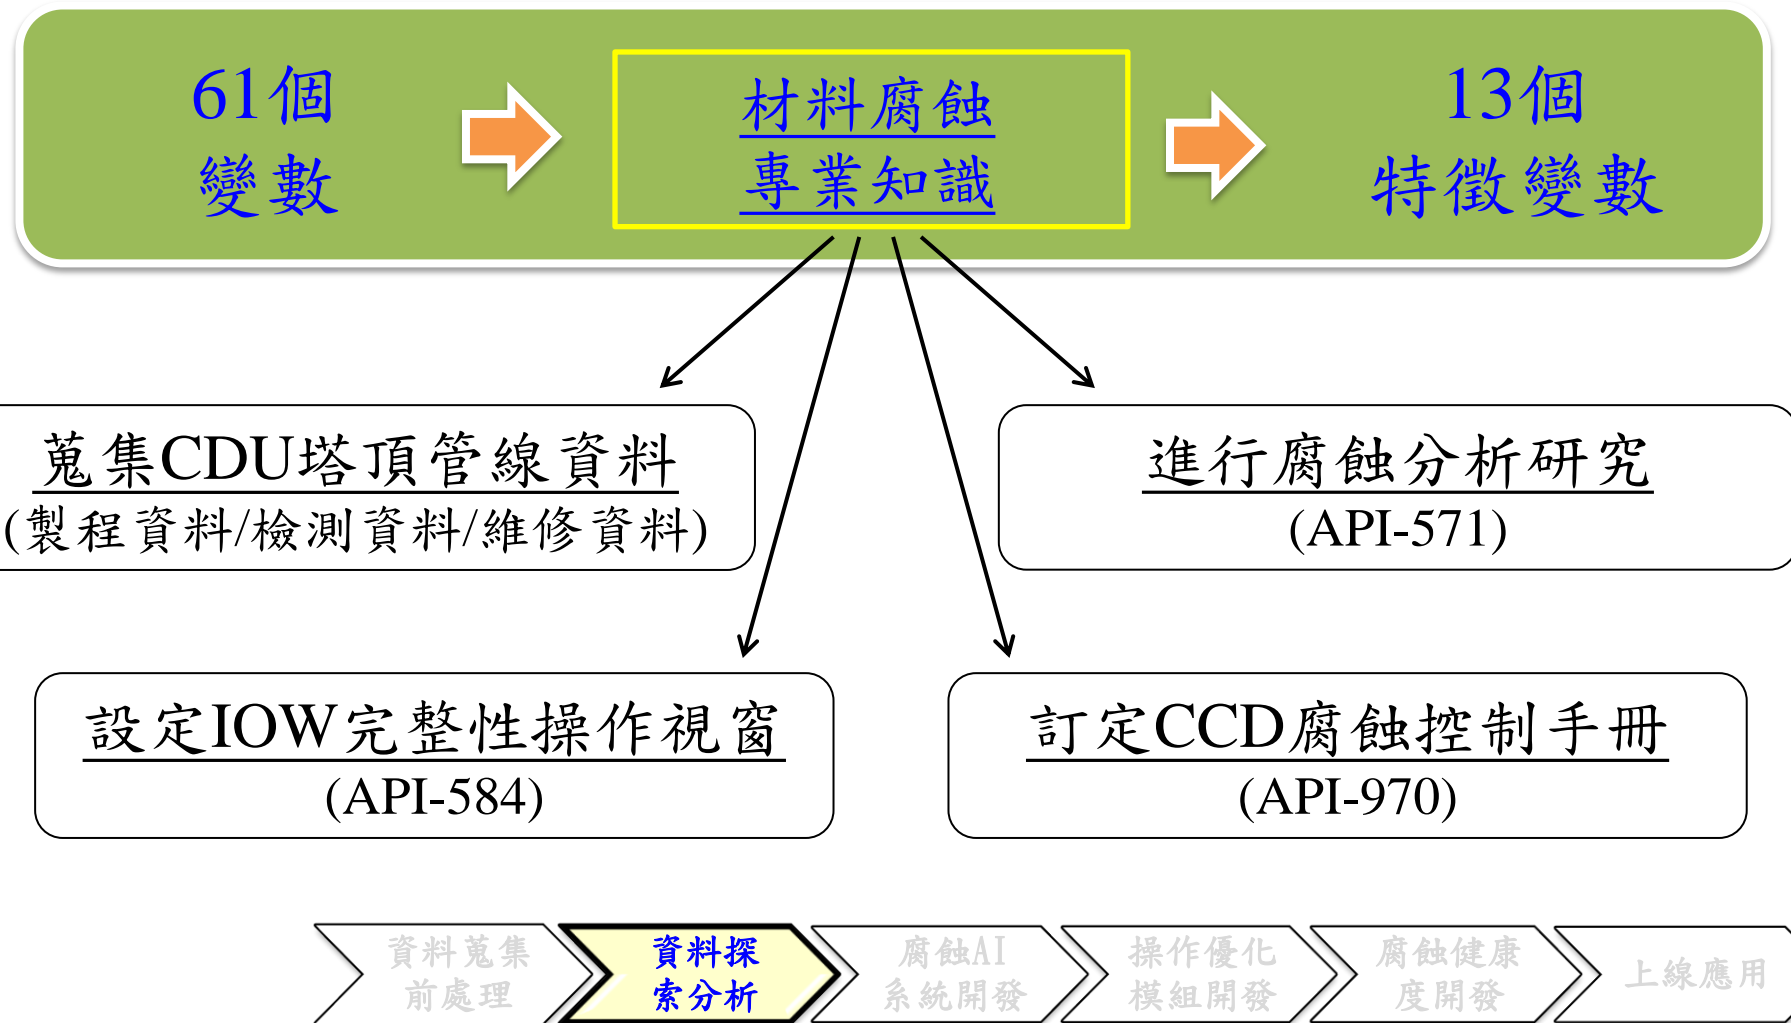 61個
變數
材料腐蝕
專業知識
13個
特徵變數
蒐集CDU塔頂管線資料
(製程資料/檢測資料/維修資料)
進行腐蝕分析研究
(API-571)
設定IOW完整性操作視窗
(API-584)
訂定CCD腐蝕控制手冊
(API-970)
資料蒐集
前處理
資料探
索分析
腐蝕AI
系統開發
操作優化
模組開發
腐蝕健康
度開發
上線應用